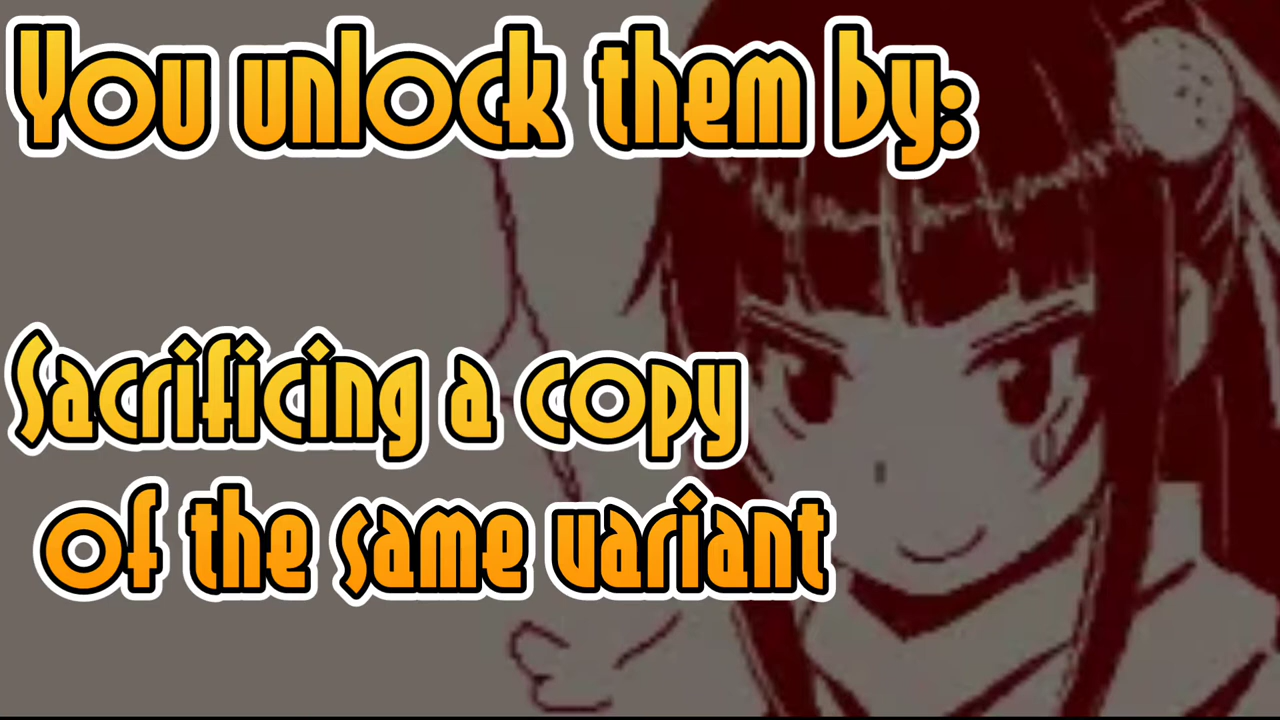 You unlock them by:
Sacrificing a copy
of the same variant